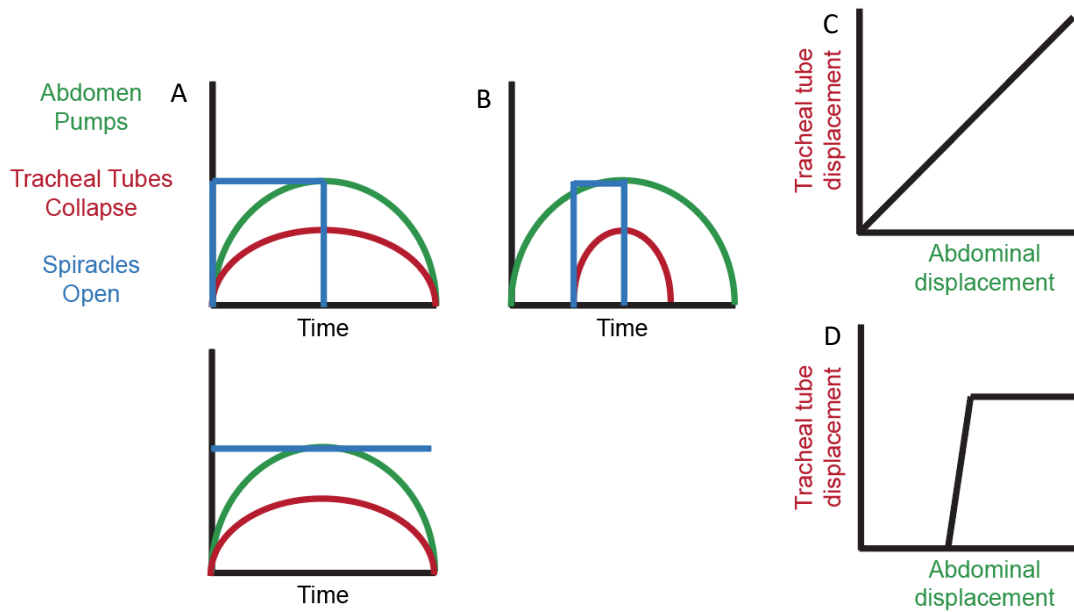 Abdomen
Pumps
Tracheal Tubes
Collapse
Spiracles
Open
A
Time
B
Time
Time
C
Tracheal tube
displacement
Abdominal
displacement
D
Tracheal tube
displacement
Abdominal
displacement